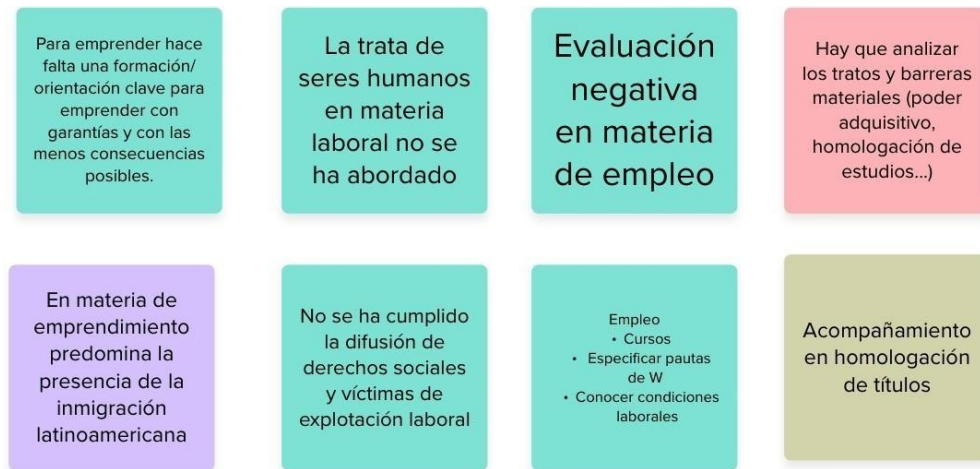 Para emprender hace
falta una formación/
orientación clave para
emprender con
garantías y con las
menos consecuencias
posibles.
La trata de
seres humanos
en materia
laboral no se
ha abordado
Evaluación
negativa
en materia
de empleo
Hay que analizar
los tratos y barreras
materiales (poder
adquisitivo,
homologación de
estudios...)
En materia de
emprendimiento
predomina la
presencia de la
inmigración
latinoamericana
No se ha cumplido
la difusión de
derechos sociales
y víctimas de
explotación laboral
Empleo
• Cursos
• Especificar pautas
de W
• Conocer condiciones
laborales
Acompañamiento
en homologación
de títulos